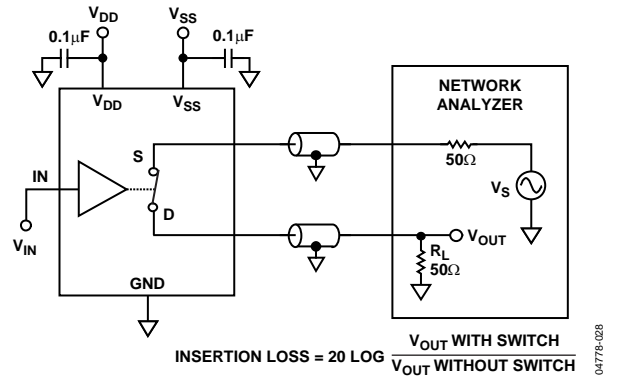 VDD
VSS
0.1μF
0.1μF
VDD
VSS
NETWORK
ANALYZER
S
50Ω
IN
VS
D
VIN
VOUT
RL
50Ω
GND
INSERTION LOSS = 20 LOG VOUT WITH SWITCH
VOUT WITHOUT SWITCH
04778-028